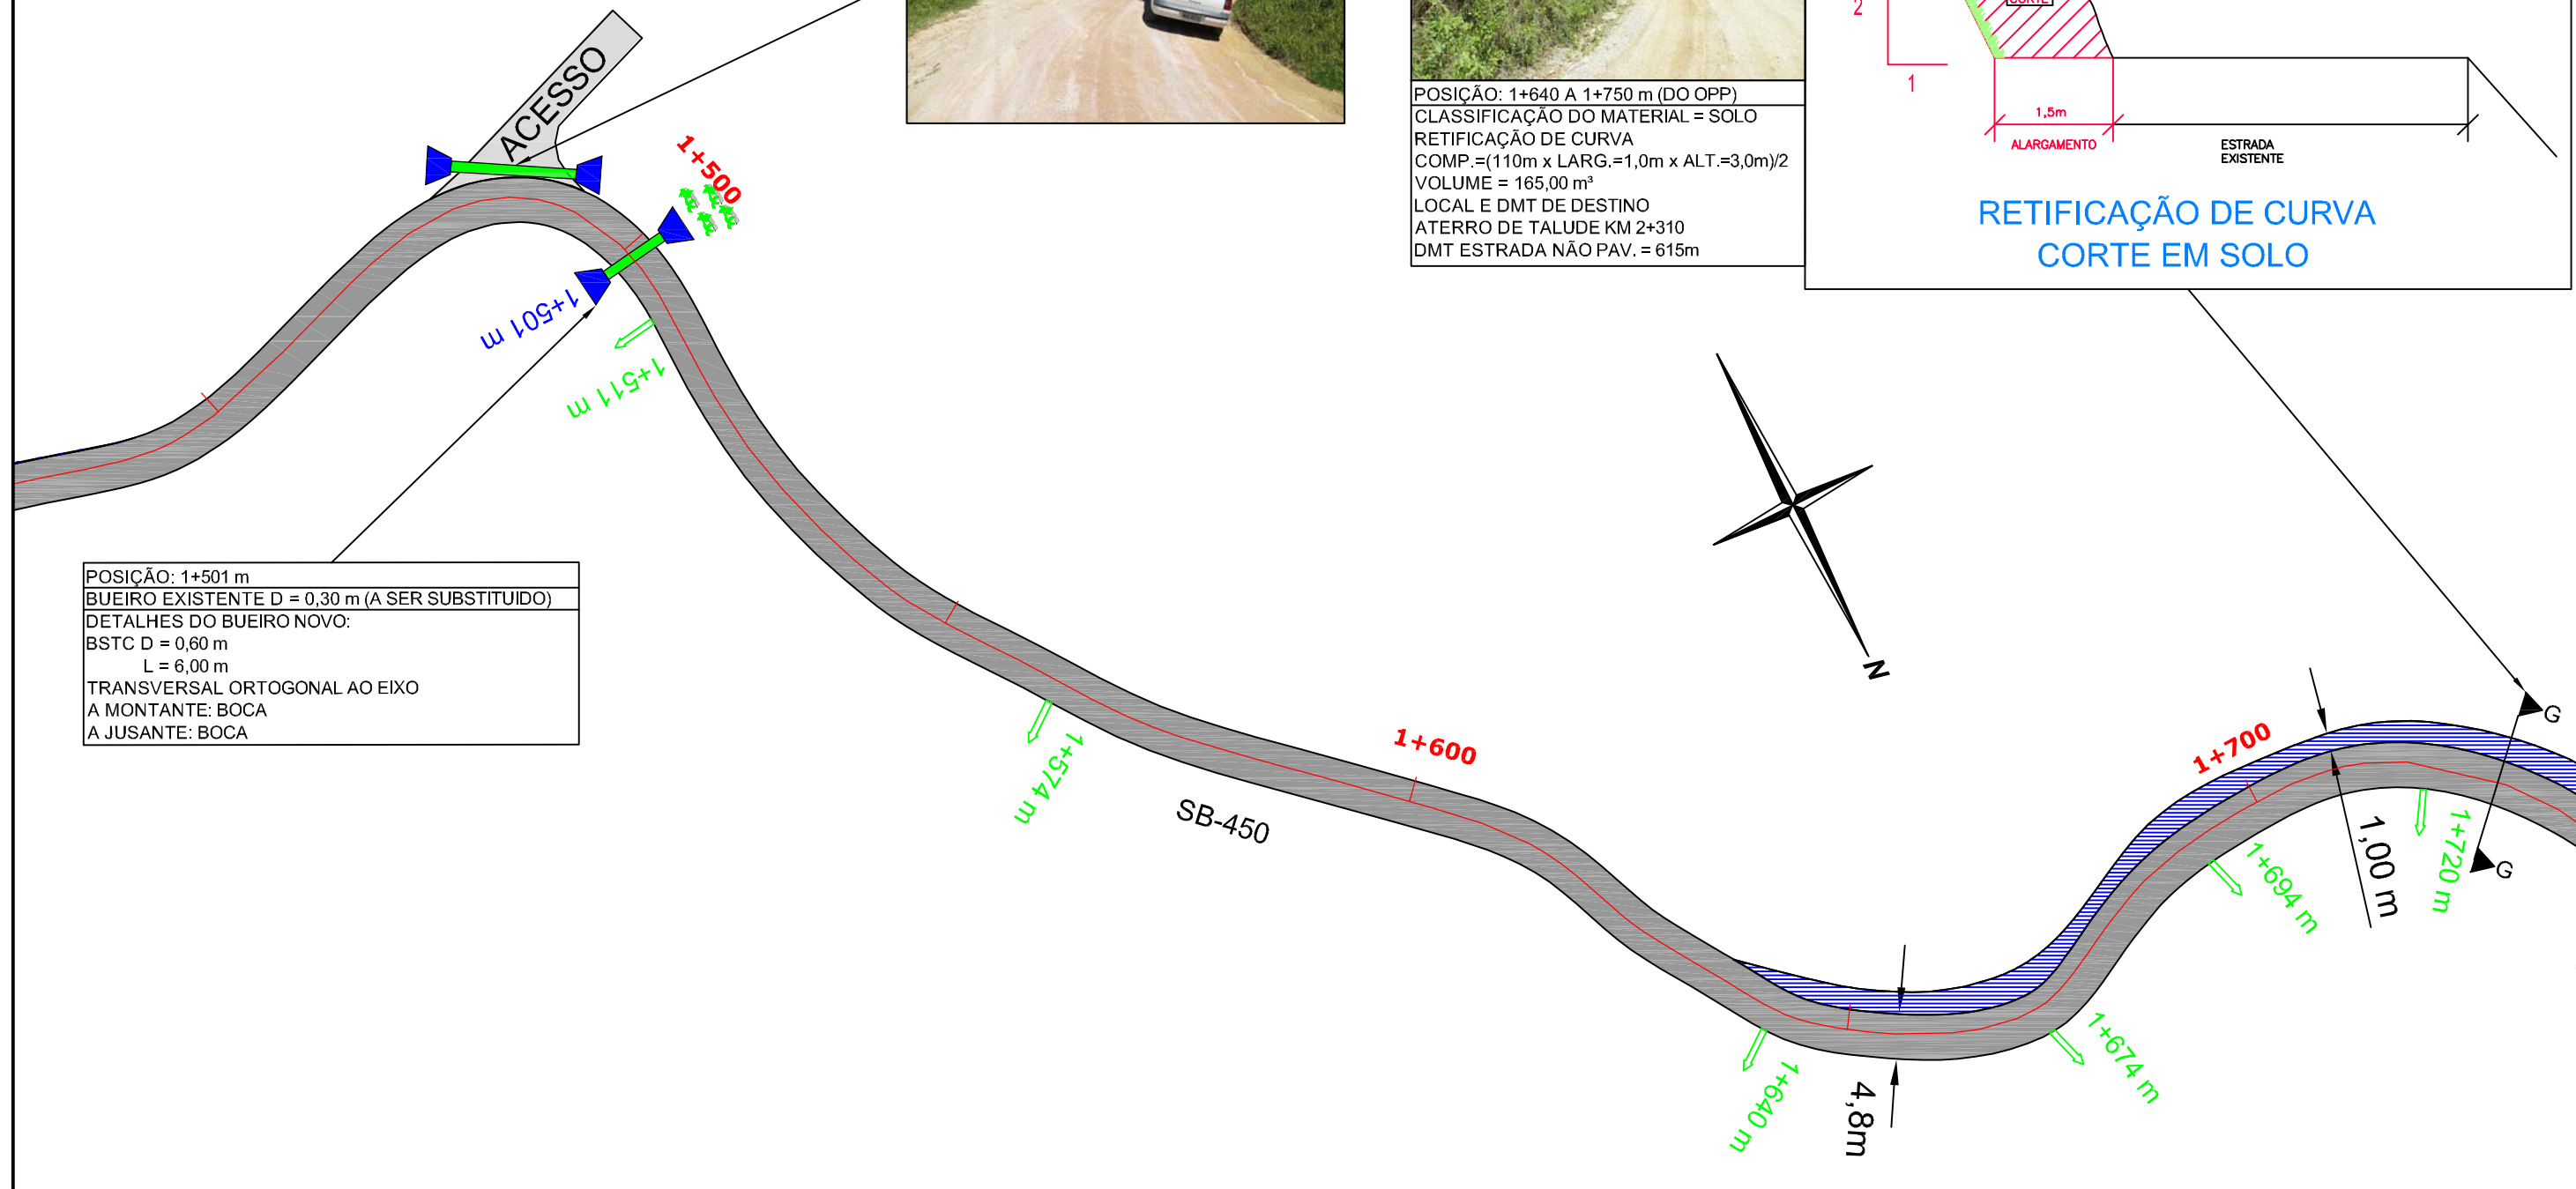 2
CORTE
1
1,5m
ALARGAMENTO
ESTRADA
EXISTENTE
RETIFICAÇÃO DE CURVA
CORTE EM SOLO
POSIÇÃO: 1+640 A 1+750 m (DO OPP)
CLASSIFICAÇÃO DO MATERIAL = SOLO
RETIFICAÇÃO DE CURVA
COMP.=(110m x LARG.=1,0m x ALT.=3,0m)/2
VOLUME = 165,00 m³
LOCAL E DMT DE DESTINO
ATERRO DE TALUDE KM 2+310
DMT ESTRADA NÃO PAV. = 615m
ACESSO
1+500
1+501 m
1+511 m
POSIÇÃO: 1+501 m
BUEIRO EXISTENTE D = 0,30 m (A SER SUBSTITUIDO)
DETALHES DO BUEIRO NOVO:
BSTC D = 0,60 m
L = 6,00 m
TRANSVERSAL ORTOGONAL AO EIXO
A MONTANTE: BOCA
A JUSANTE: BOCA
N
1+574 m
SB-450
1+600
1+700
G
G
1,00 m
1+720 m
1+694 m
1+674 m
1+640 m
4,8m